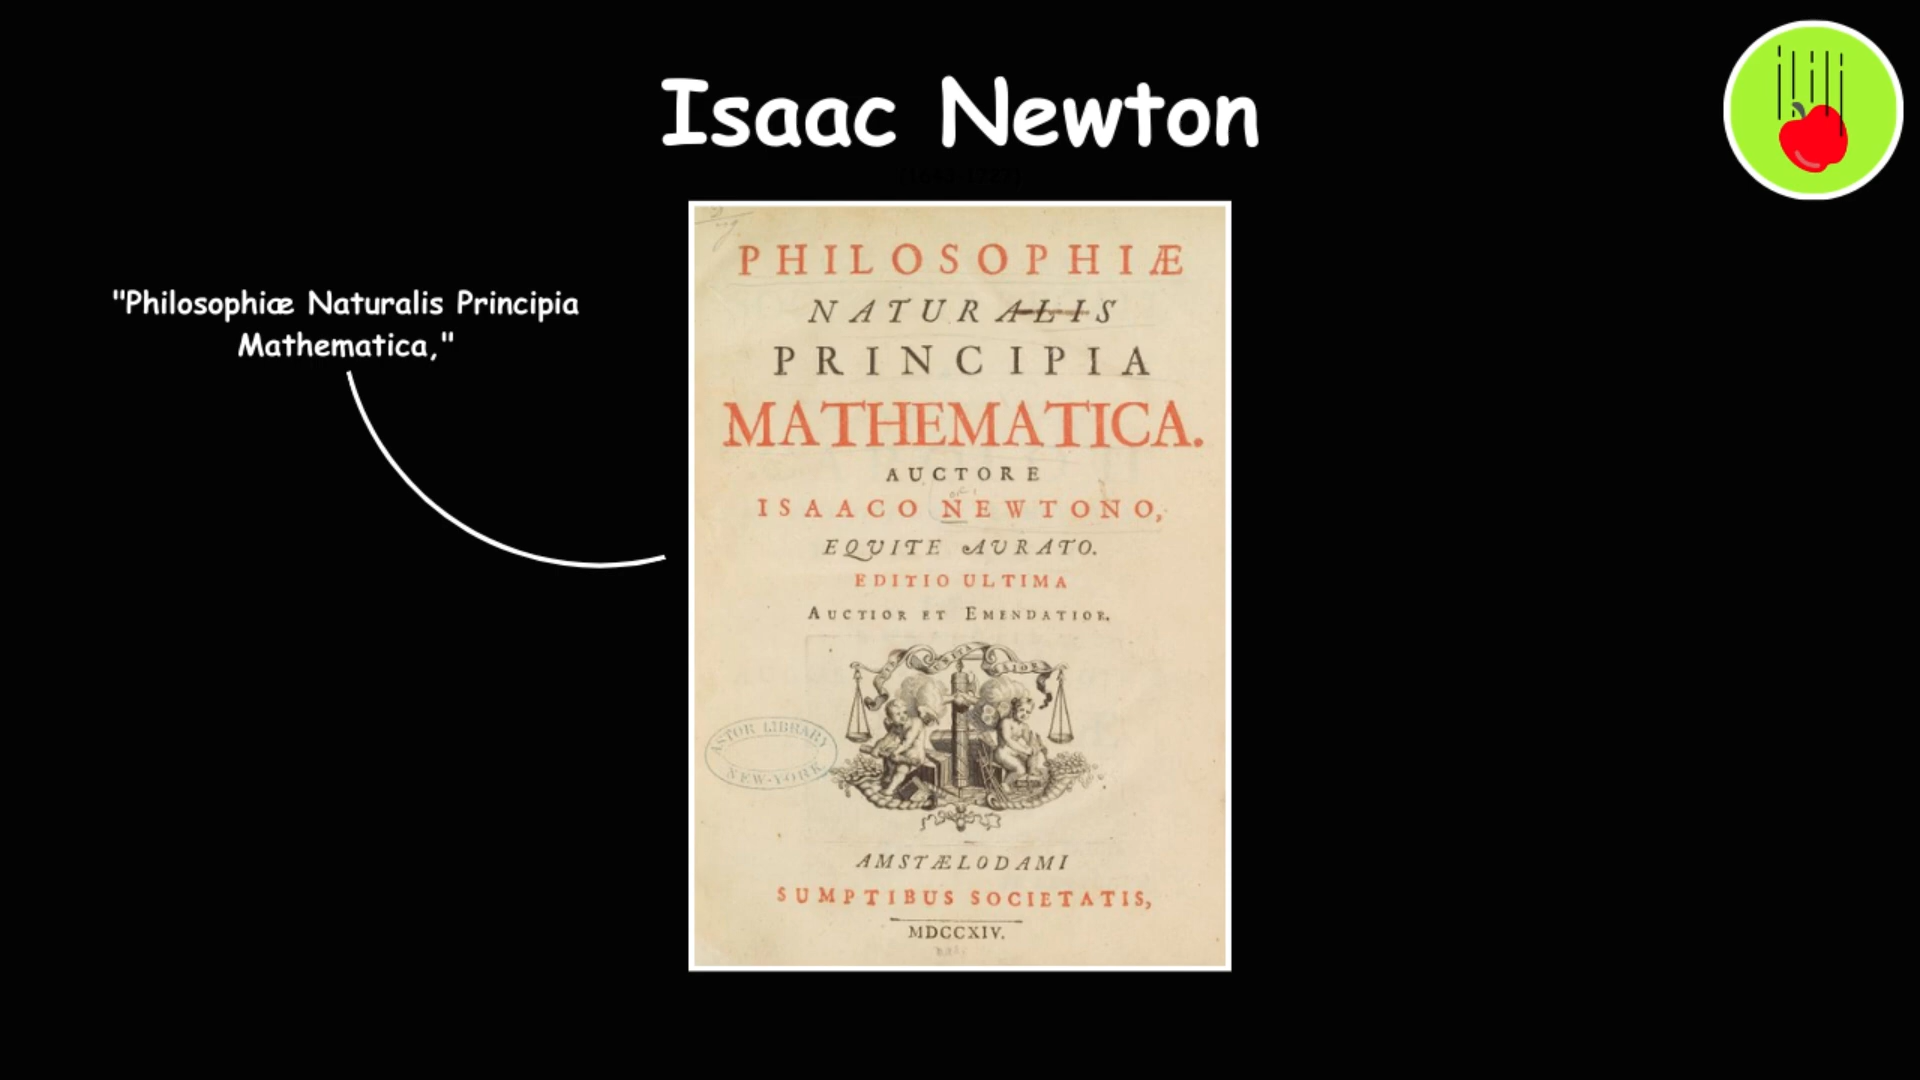 Isaac Newton
"Philosophiæ Naturalis Principia
Mathematica,"
PHILOSOPHIÆ
NATURALIS
PRINCIPIA
MATHEMATICA.
AUCTORE
ISAACO NEWTONO,
EQUITE AURATO.
EDITIO ULTIMA
AUCTIOR ET EMENDATIOR.
ASTOR LIBRARY
NEW-YORK
AMSTÆLODAMI
SUMPTIBUS SOCIETATIS,
MDCCXIV.